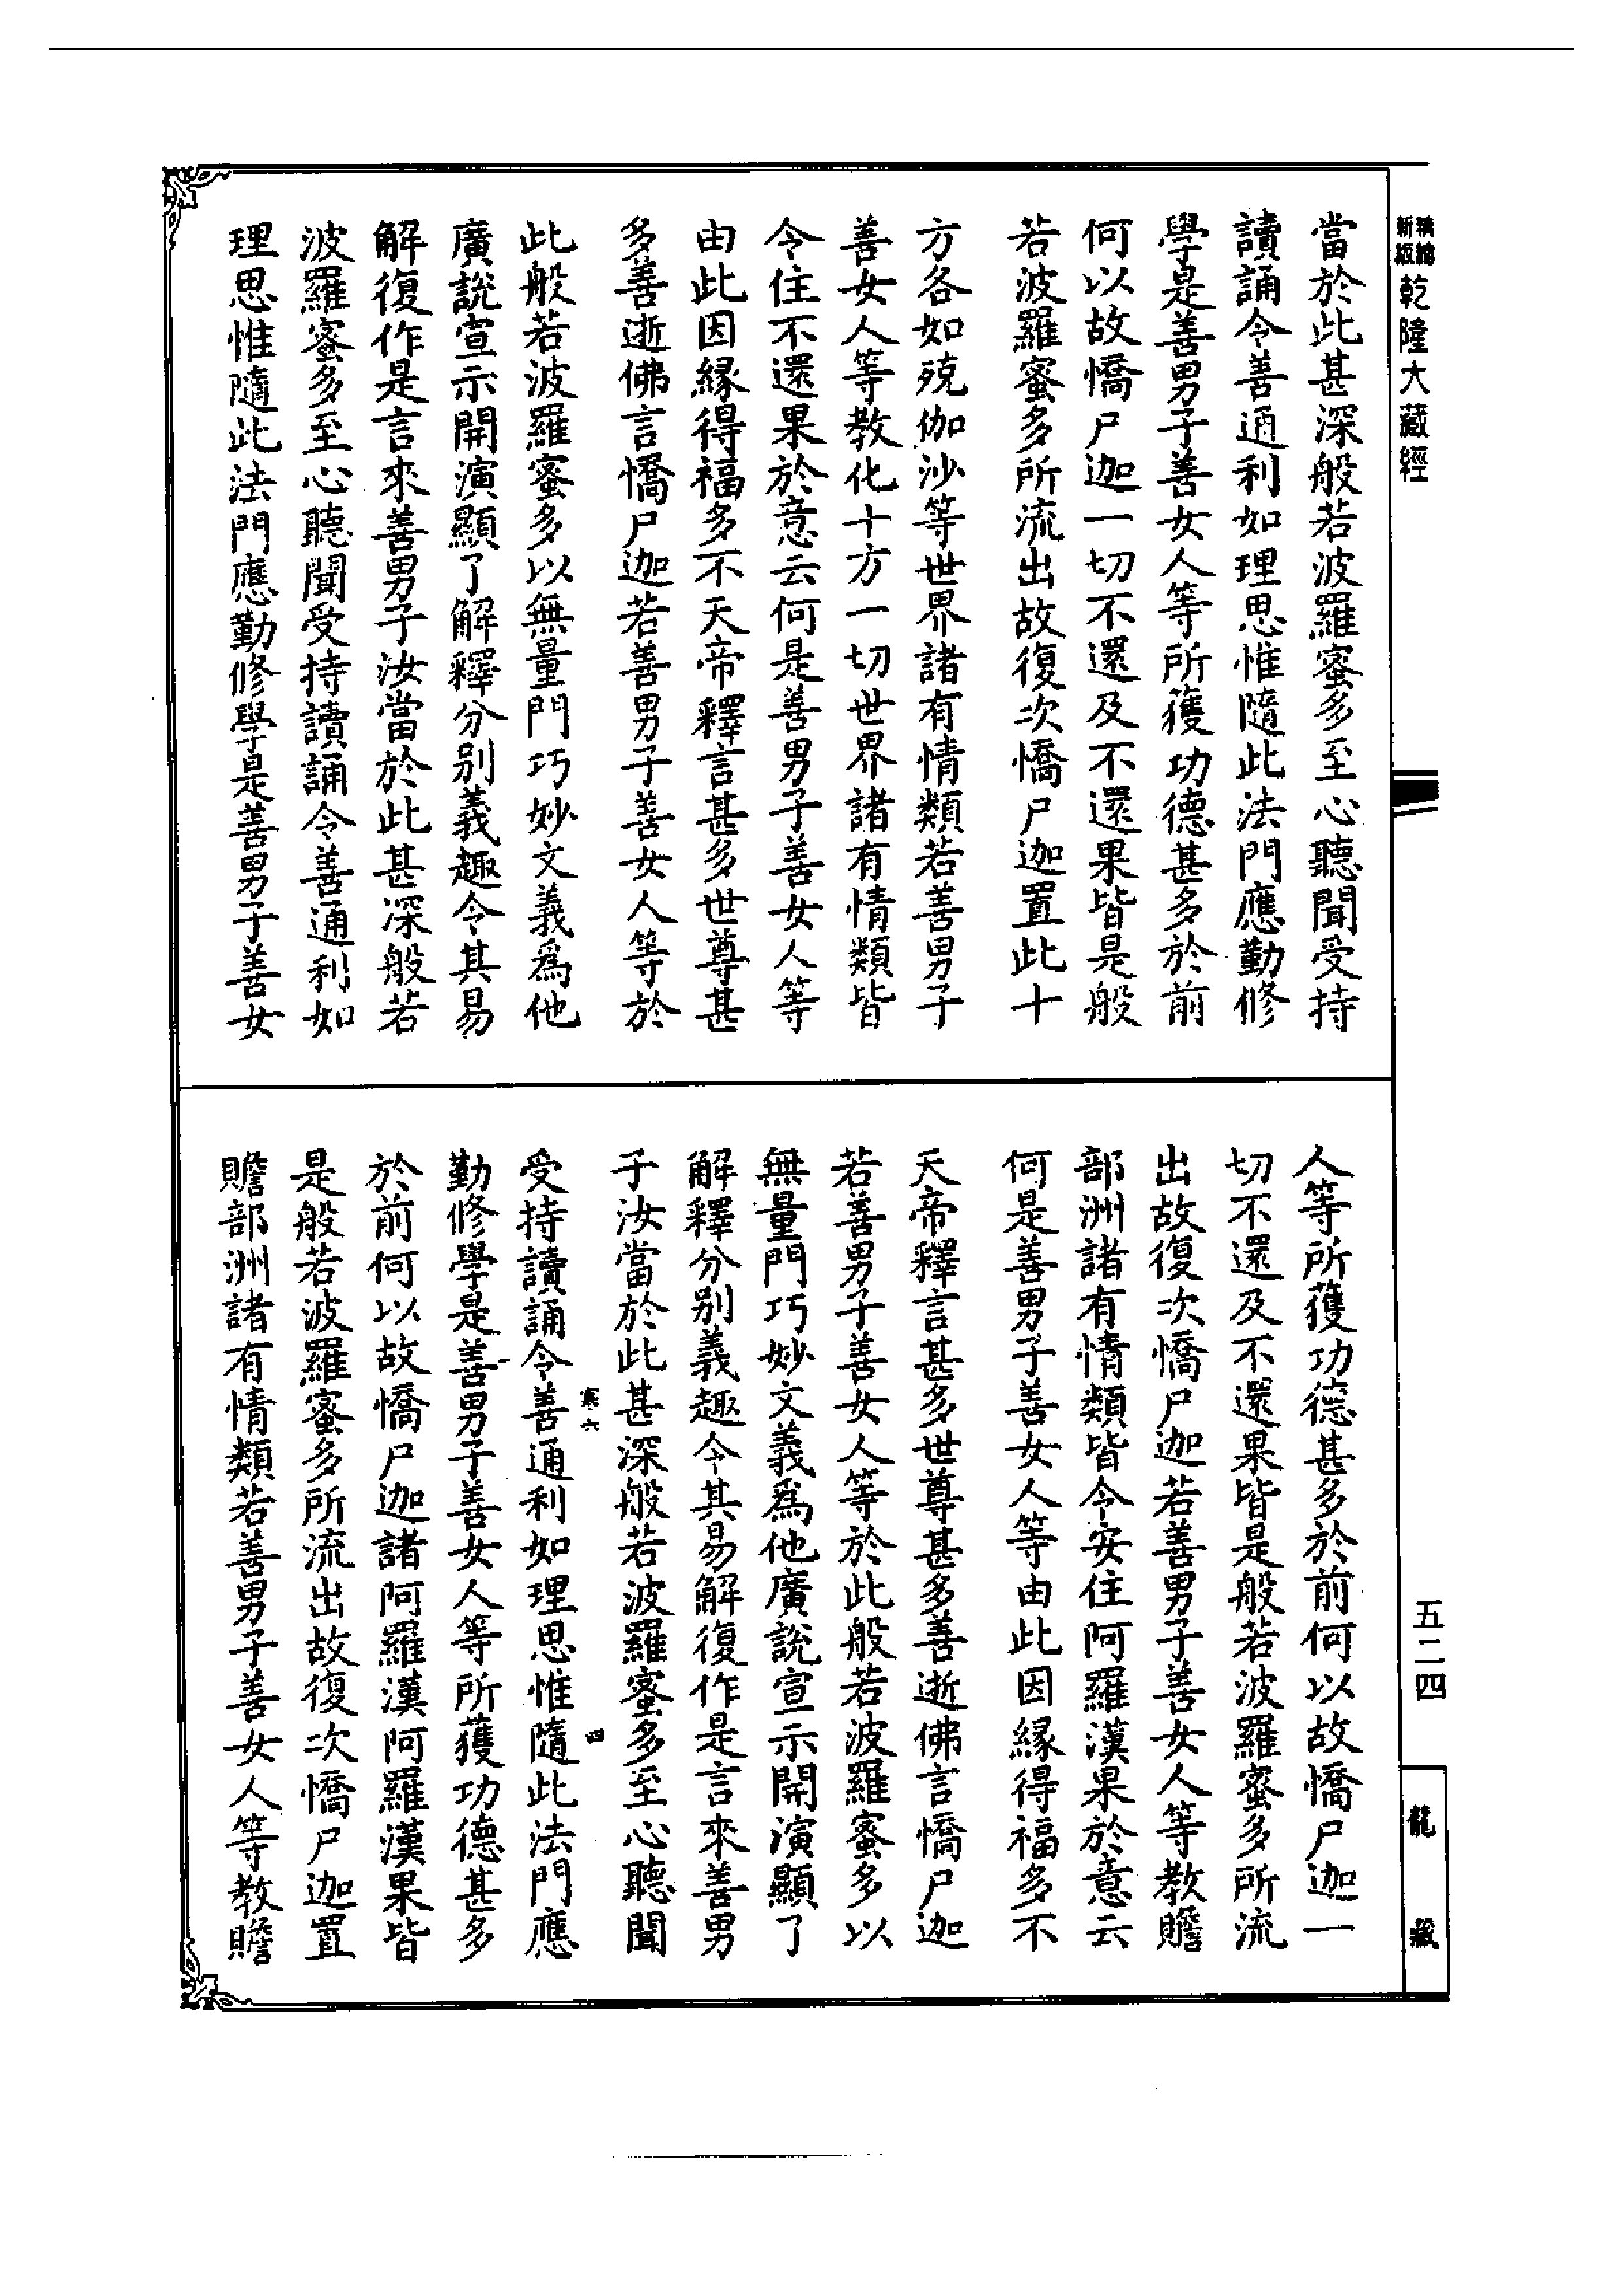 新版精縮乾隆大藏經
當於此甚深般若波羅蜜多至心聽聞受持
讀誦令善通利如理思惟隨此法門應勤修
學是善男子善女人等所獲功德甚多於前
何以故憍尸迦一切不還及不還果皆是般
若波羅蜜多所流出故復次憍尸迦置此十
方各如殑伽沙等世界諸有情類若善男子
善女人等教化十方一切世界諸有情類皆
令住不還果於意云何是善男子善女人等
由此因緣得福多不天帝釋言甚多世尊甚
多善逝佛言憍尸迦若善男子善女人等於
此般若波羅蜜多以無量門巧妙文義爲他
廣說宣示開演顯了解釋分别義趣令其易
解復作是言來善男子汝當於此甚深般若
波羅蜜多至心聽聞受持讀誦令善通利如
理思惟隨此法門應勤修學是善男子善女
人等所獲功德甚多於前何以故憍尸迦一
切不還及不還果皆是般若波羅蜜多所流
出故復次憍尸迦若善男子善女人等教贍
部洲諸有情類皆令安住阿羅漢果於意云
何是善男子善女人等由此因緣得福多不
天帝釋言甚多世尊甚多善逝佛言憍尸迦
若善男子善女人等於此般若波羅蜜多以
無量門巧妙文義爲他廣說宣示開演顯了
解釋分别義趣令其易解復作是言來善男
子汝當於此甚深般若波羅蜜多至心聽聞
六 四
受持讀誦令善通利如理思惟隨此法門應
勤修學是善男子善女人等所獲功德甚多
於前何以故憍尸迦諸阿羅漢阿羅漢果皆
是般若波羅蜜多所流出故復次憍尸迦置
贍部洲諸有情類若善男子善女人等教贍
五二四
龍藏